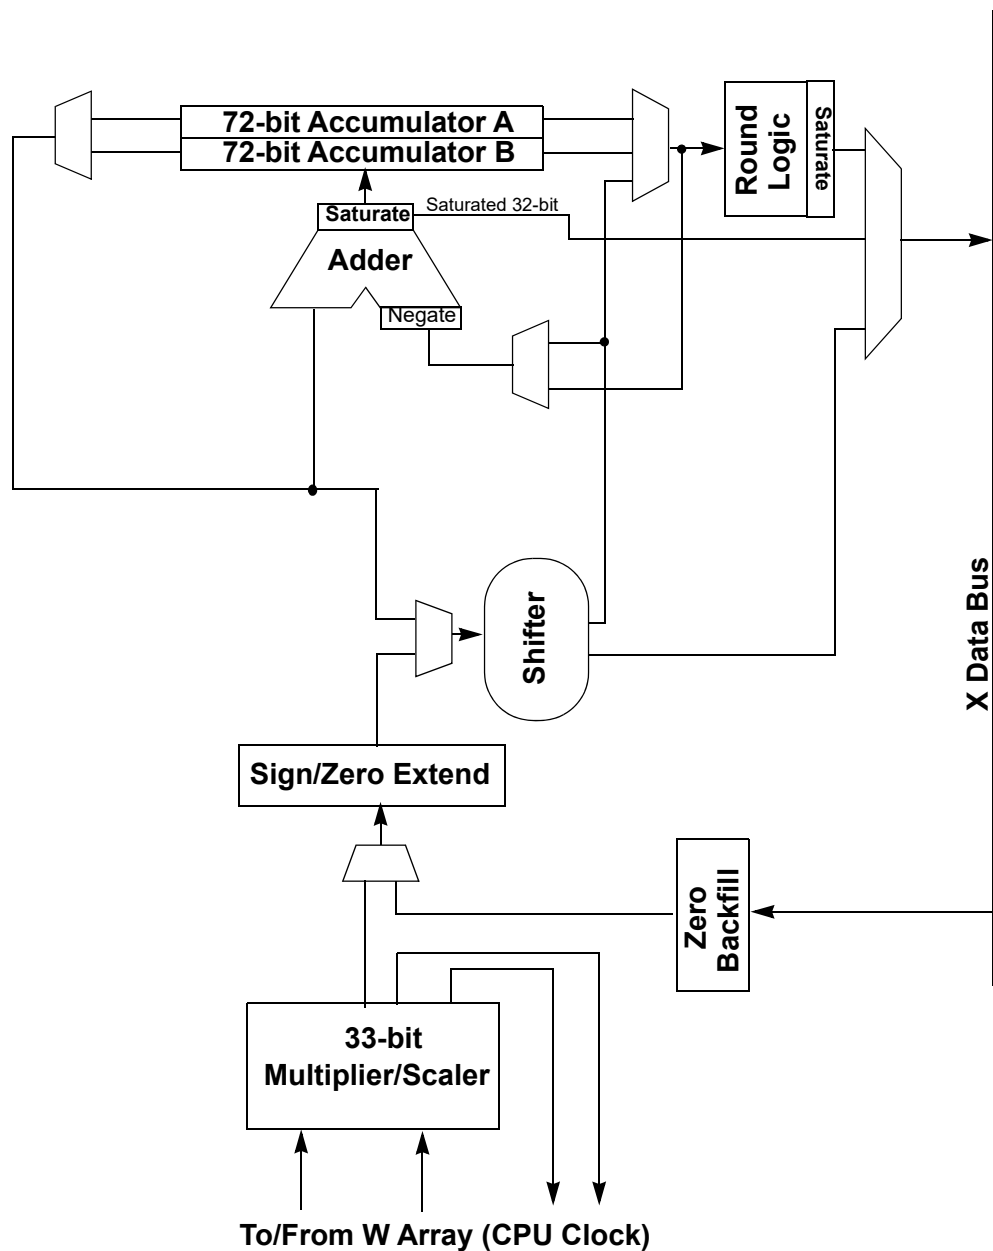 72-bit Accumulator A
72-bit Accumulator B
Round
Logic
Saturate
Saturate
Saturated 32-bit
Adder
Negate
Shifter
X Data Bus
Sign/Zero Extend
Zero
Backfill
33-bit
Multiplier/Scaler
To/From W Array (CPU Clock)